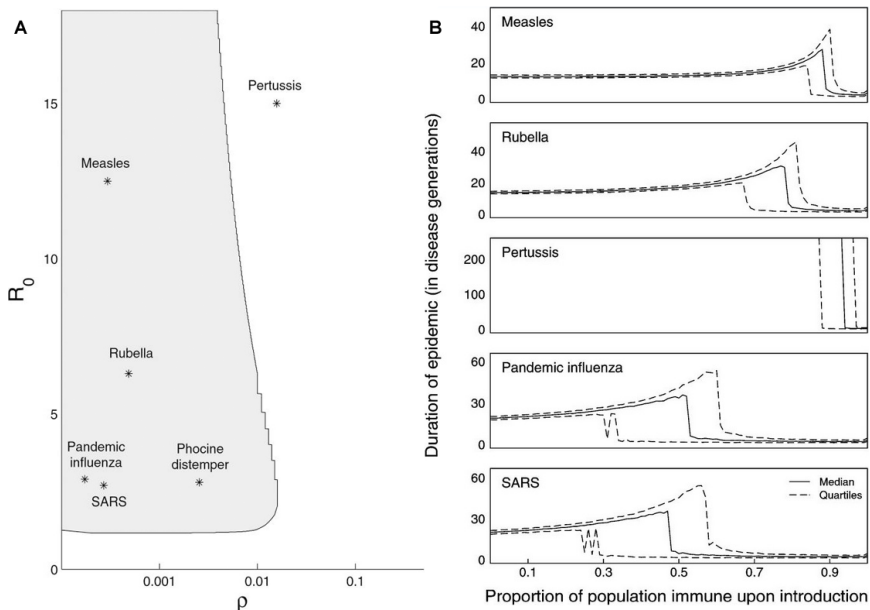 A
R0
15
10
5
0
Pertussis
Measles
Rubella
Pandemic
influenza
SARS
Phocine
distemper
0.001
0.01
0.1
ρ
B
Duration of epidemic (in disease generations)
Measles
40
20
0
Rubella
40
20
0
Pertussis
200
100
0
Pandemic influenza
60
30
0
SARS
60
30
0
Median
Quartiles
0.1
0.3
0.5
0.7
0.9
Proportion of population immune upon introduction